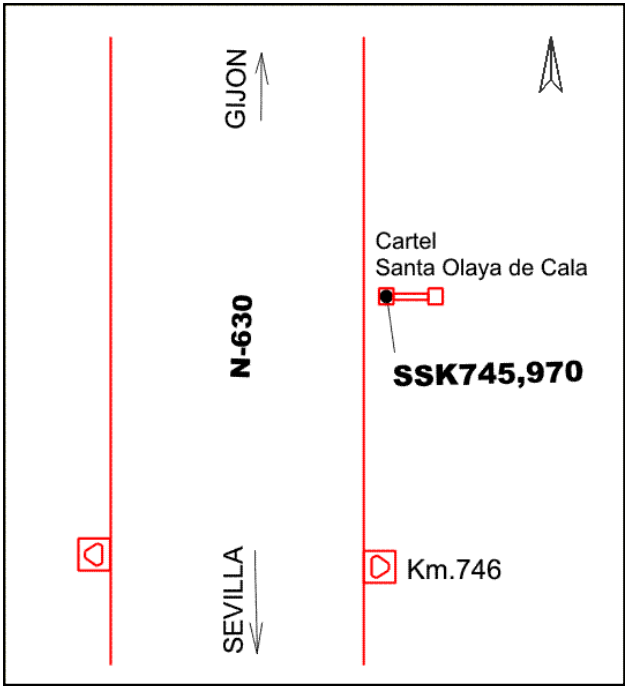 GIJON
Cartel
Santa Olaya de Cala
N-630
SSK745,970
SEVILLA
Km.746